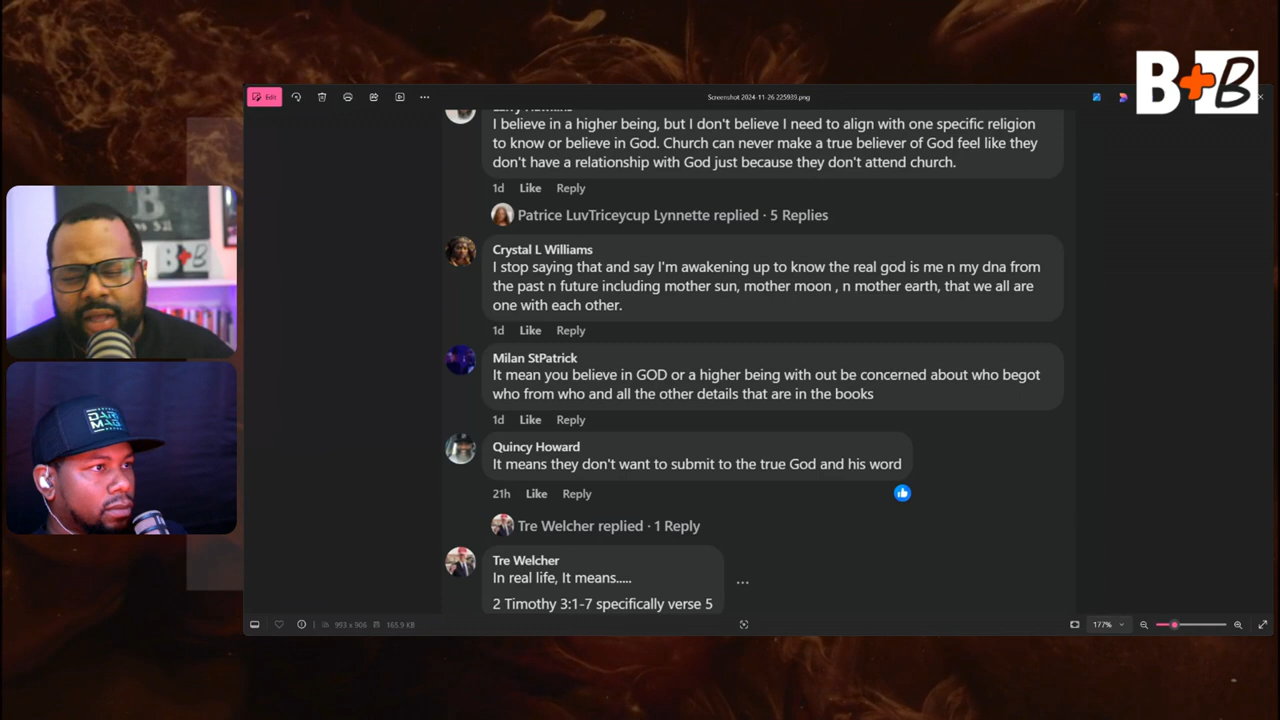 B+B
Edit
Screenshot 2024-11-26 225939.png
I believe in a higher being, but I don't believe I need to align with one specific religion
to know or believe in God. Church can never make a true believer of God feel like they
don't have a relationship with God just because they don't attend church.
1d Like Reply
Patrice LuvTriceycup Lynnette replied · 5 Replies
Crystal L Williams
I stop saying that and say I'm awakening up to know the real god is me n my dna from
the past n future including mother sun, mother moon , n mother earth, that we all are
one with each other.
1d Like Reply
Milan StPatrick
It mean you believe in GOD or a higher being with out be concerned about who begot
who from who and all the other details that are in the books
1d Like Reply
Quincy Howard
It means they don't want to submit to the true God and his word
21h Like Reply
Tre Welcher replied · 1 Reply
Tre Welcher
In real life, It means.....
...
2 Timothy 3:1-7 specifically verse 5
993 x 906 165.9 KB
177%
B+B